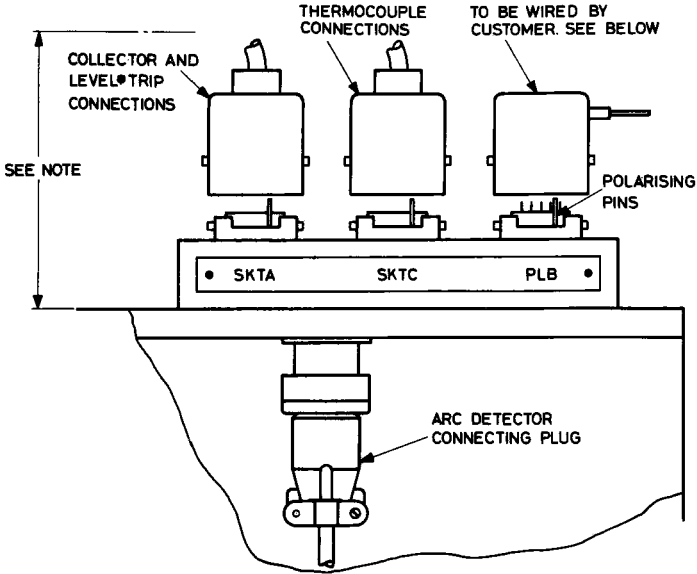 THERMOCOUPLE
CONNECTIONS
TO BE WIRED BY
CUSTOMER. SEE BELOW
COLLECTOR AND
LEVEL TRIP
CONNECTIONS
SEE NOTE
POLARISING
PINS
SKTA
SKTC
PLB
ARC DETECTOR
CONNECTING PLUG